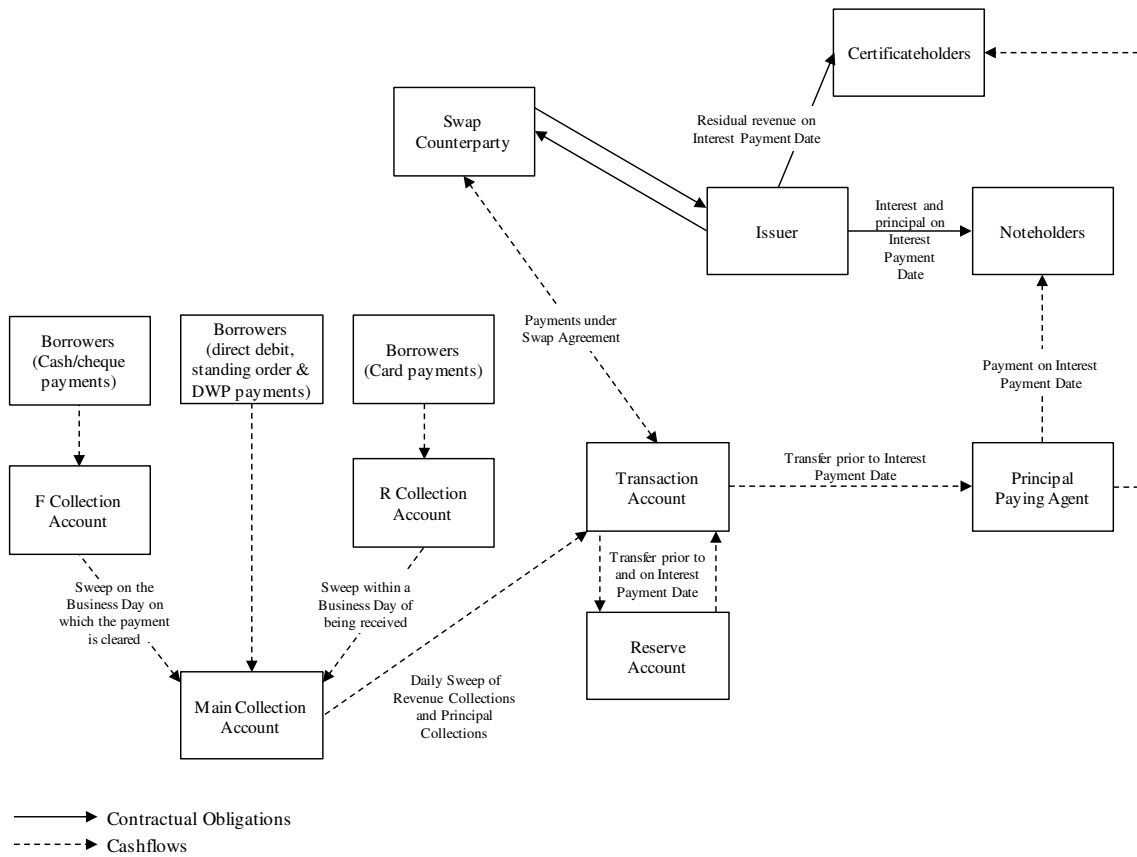 Certificateholders
Swap
Counterparty
Residual revenue on
Interest Payment Date
Issuer
Interest and
principal on
Interest
Payment
Date
Noteholders
Payments under
Swap Agreement
Payment on Interest
Payment Date
Borrowers
(Cash/cheque
payments)
Borrowers
(direct debit,
standing order &
DWP payments)
Borrowers
(Card payments)
F Collection
Account
R Collection
Account
Transaction
Account
Transfer prior to Interest
Payment Date
Principal
Paying Agent
Sweep on the
Business Day on
which the payment
is cleared
Sweep within a
Business Day of
being received
Transfer prior to
and on Interest
Payment Date
Reserve
Account
Main Collection
Account
Daily Sweep of
Revenue Collections
and Principal
Collections
Contractual Obligations
Cashflows